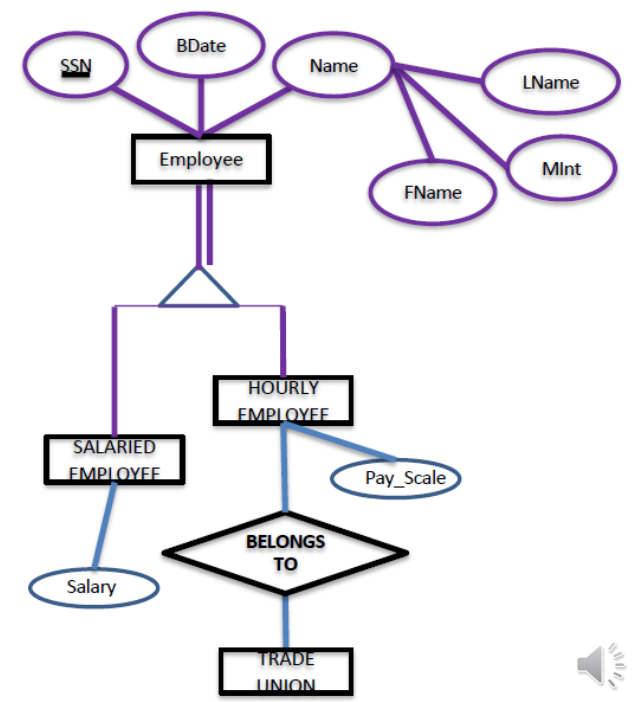 SSN
BDate
Name
LName
Employee
MInt
FName
HOURLY
EMPLOYEE
SALARIED
EMPLOYEE
Pay_Scale
BELONGS
TO
Salary
TRADE
UNION